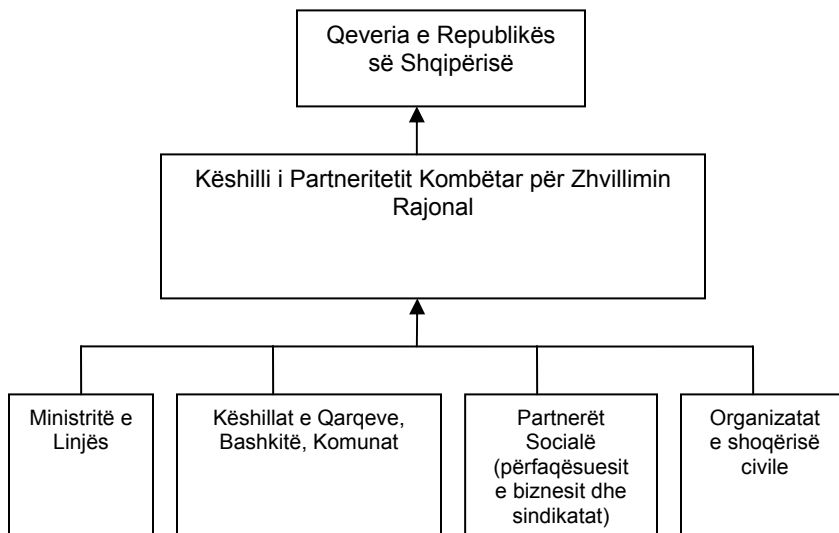 Qeveria e Republikës
së Shqipërisë
Këshilli i Partneritetit Kombëtar për Zhvillimin
Rajonal
Ministritë e
Linjës
Këshillat e Qarqeve,
Bashkitë, Komunat
Partnerët
Socialë
(përfaqësuesit
e biznesit dhe
sindikatat)
Organizatat
e shoqërisë
civile